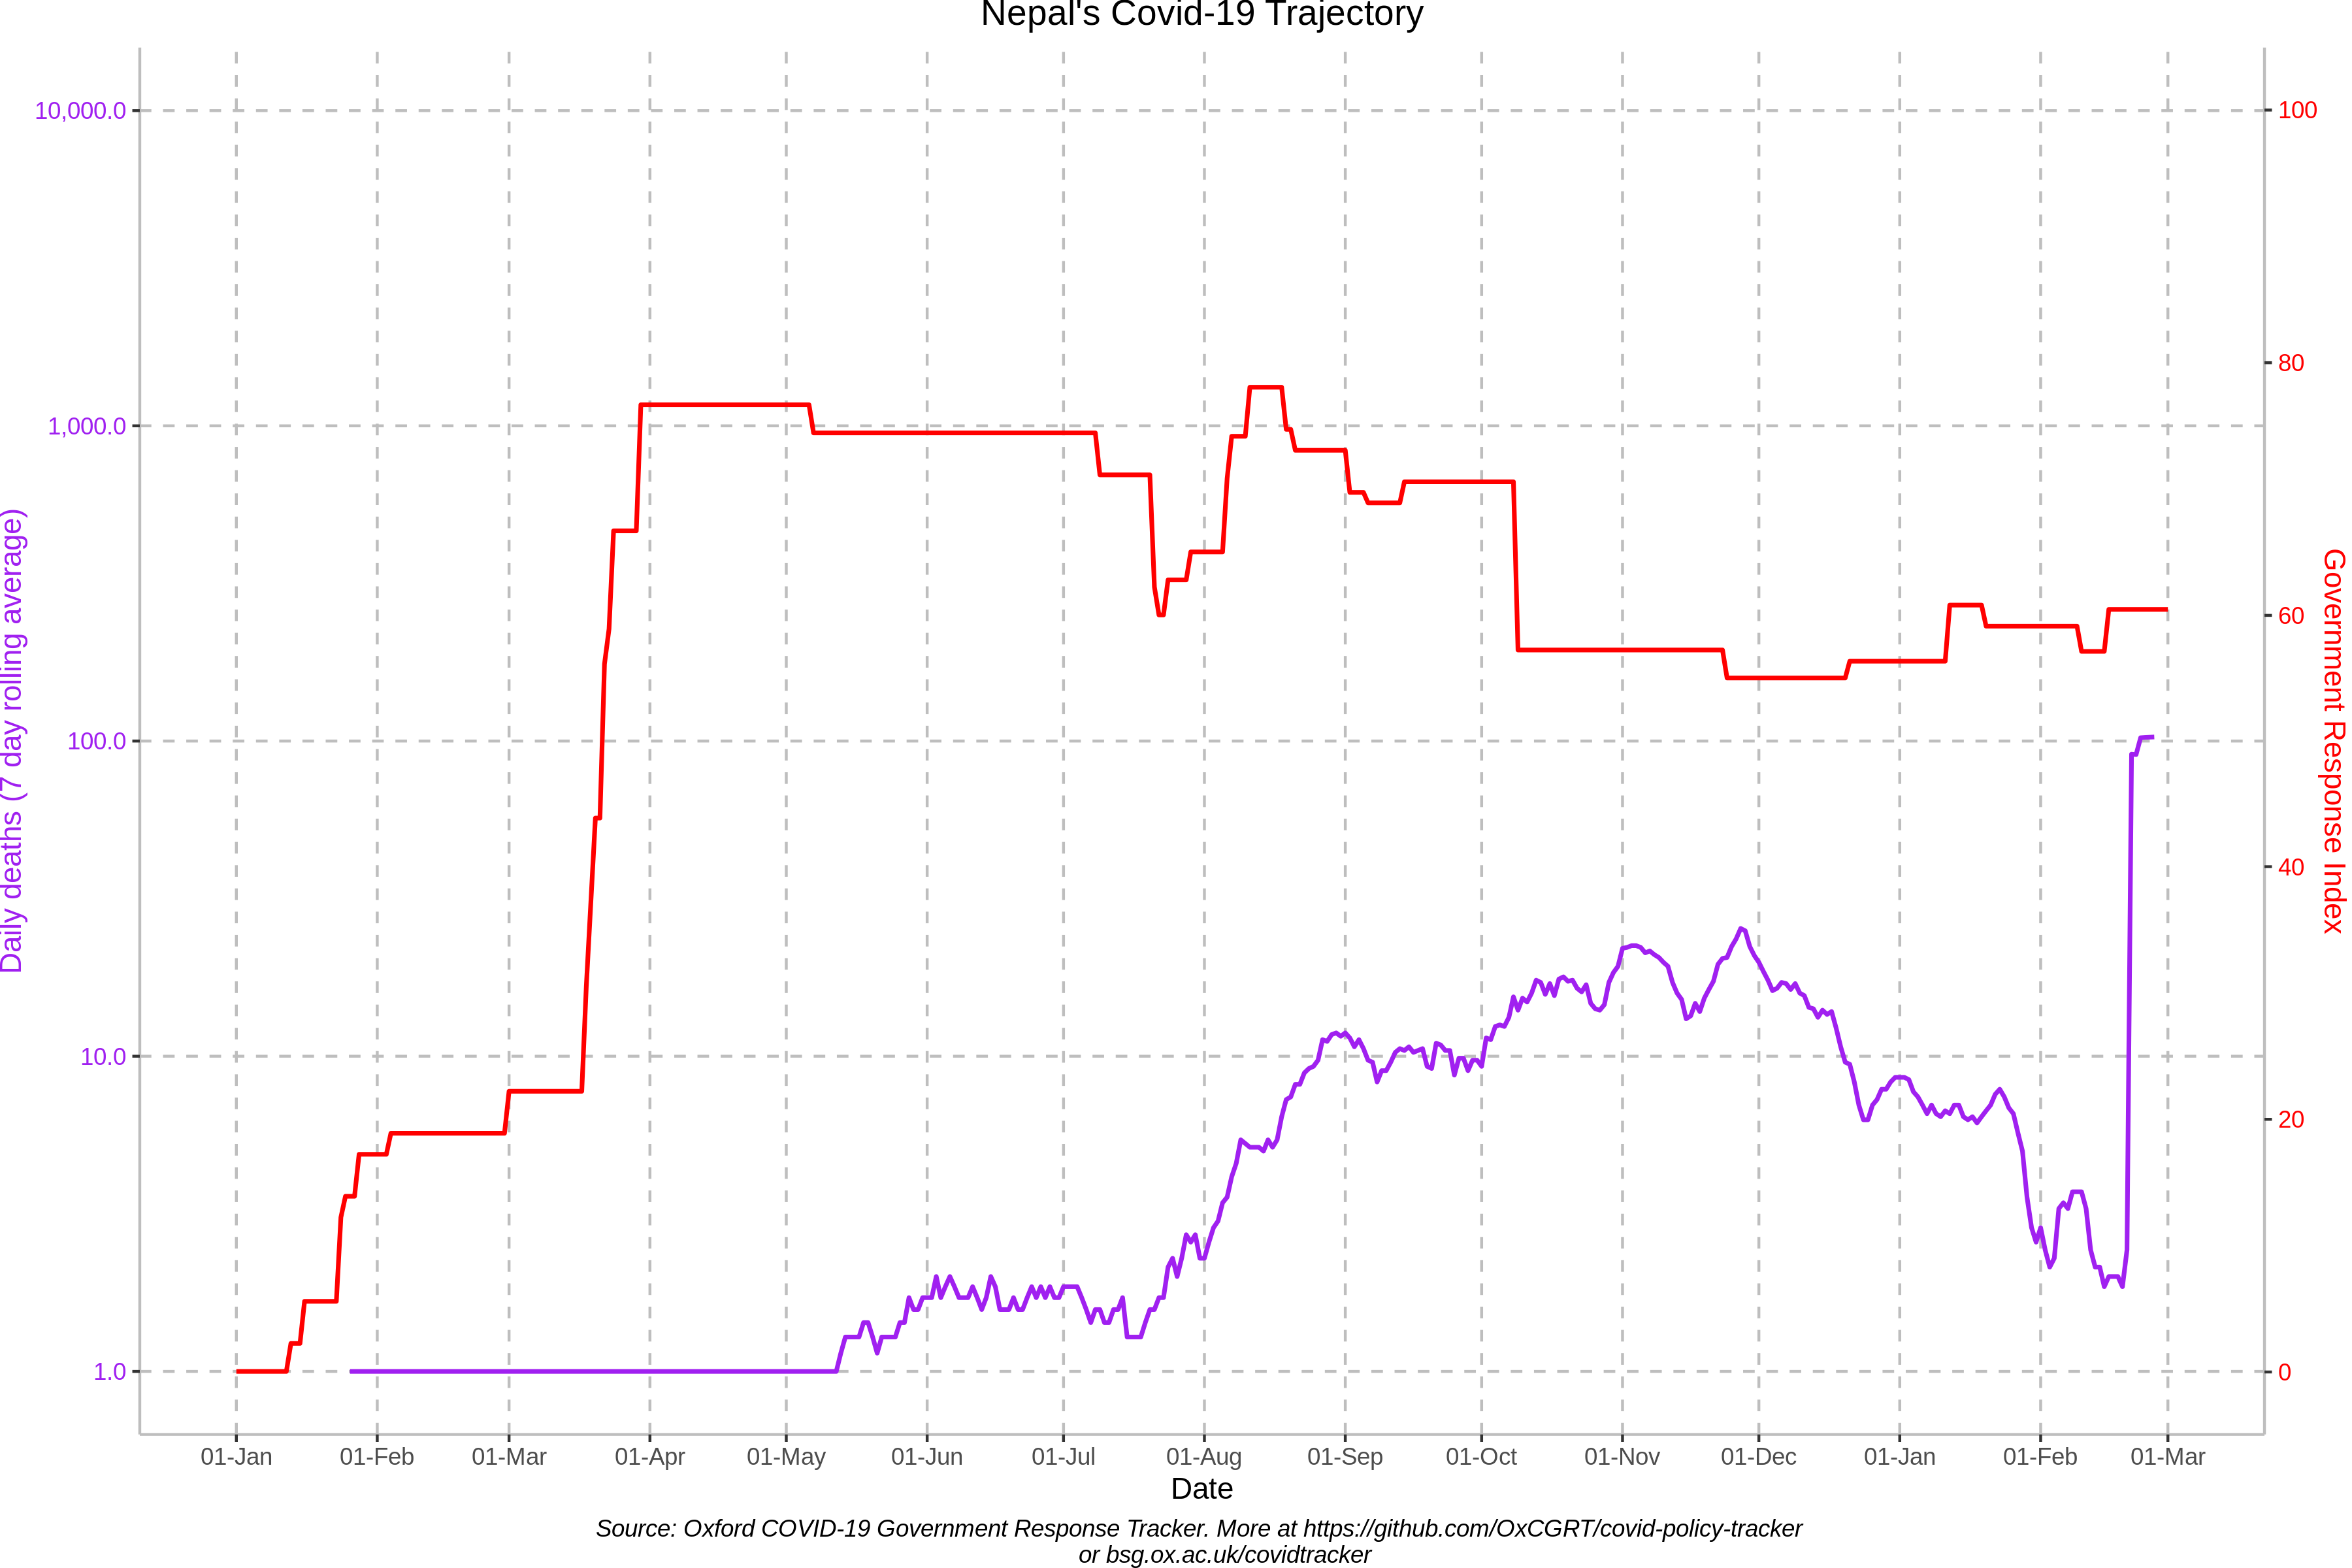 Nepal's Covid-19 Trajectory
10,000.0
1,000.0
100.0
10.0
1.0
Daily deaths (7 day rolling average)
100
80
60
40
20
0
Government Response Index
01-Jan 01-Feb 01-Mar 01-Apr 01-May 01-Jun 01-Jul 01-Aug 01-Sep 01-Oct 01-Nov 01-Dec 01-Jan 01-Feb 01-Mar
Date
Source: Oxford COVID-19 Government Response Tracker. More at https://github.com/OxCGRT/covid-policy-tracker
or bsg.ox.ac.uk/covidtracker